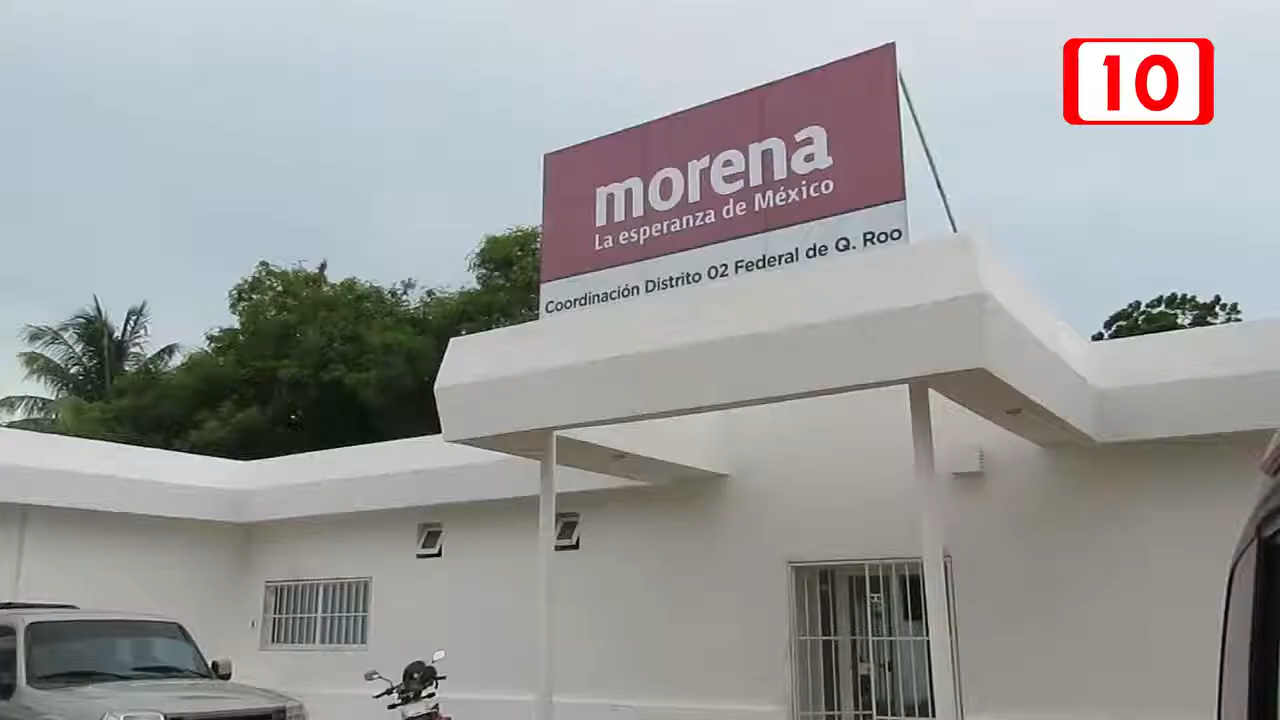 10
morena
La esperanza de México
Coordinación Distrito 02 Federal de Q. Roo